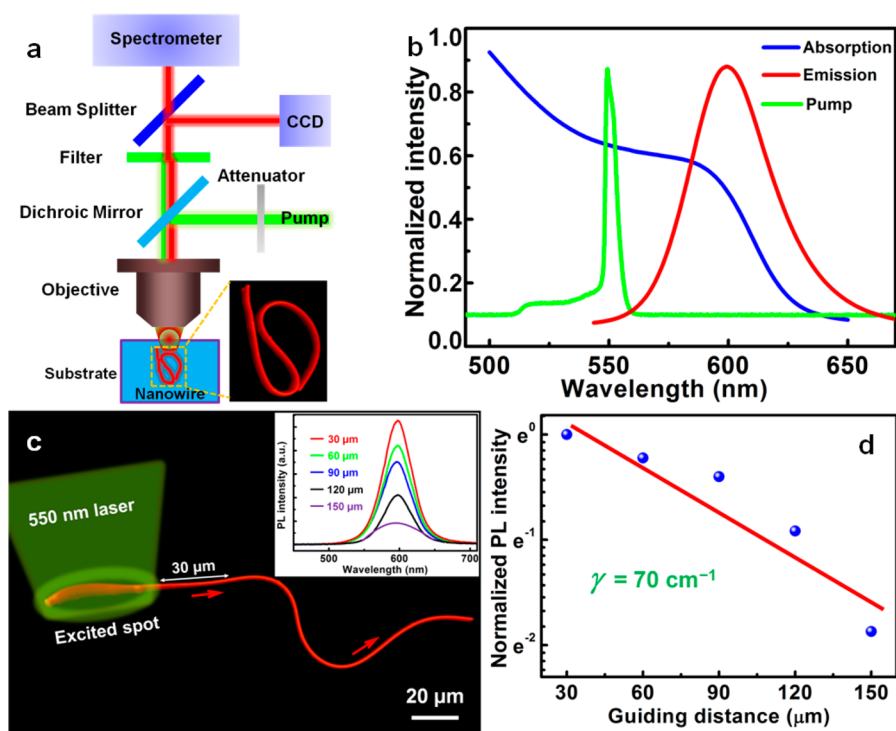 a
Spectrometer
Beam Splitter
CCD
Filter
Attenuator
Dichroic Mirror
Pump
Objective
Substrate
Nanowire
b
Absorption
Emission
Pump
Normalized intensity
1.0
0.8
0.6
0.4
0.2
0.0
500
550
600
650
Wavelength (nm)
c
550 nm laser
30 μm
Excited spot
20 μm
PL intensity (a.u.)
30 μm
60 μm
90 μm
120 μm
150 μm
500
600
700
Wavelength (nm)
d
Normalized PL intensity
e⁰
e⁻¹
e⁻²
γ = 70 cm⁻¹
30
60
90
120
150
Guiding distance (μm)